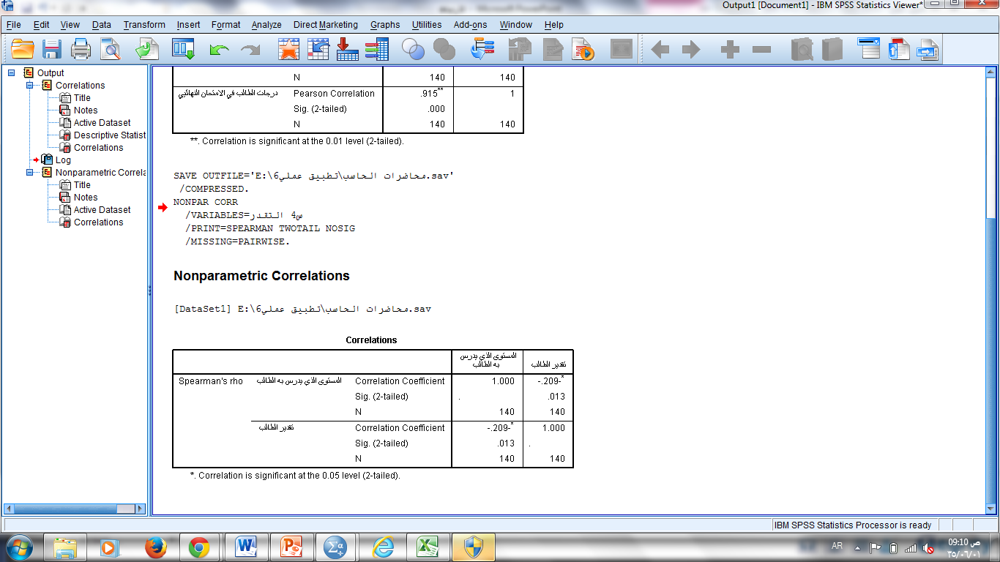 Output1 [Document1] - IBM SPSS Statistics Viewer*
File Edit View Data Transform Insert Format Analyze Direct Marketing Graphs Utilities Add-ons Window Help
Output
Correlations
Title
Notes
Active Dataset
Descriptive Statist
Correlations
Log
Nonparametric Correla
Title
Notes
Active Dataset
Correlations
N 140 140
درجات الطالب في الامتحان النهائيي Pearson Correlation .915** 1
Sig. (2-tailed) .000
N 140 140
**. Correlation is significant at the 0.01 level (2-tailed).
SAVE OUTFILE='E:\محاضرات الحاسب\تطبيق عملي6.sav'
/COMPRESSED.
NONPAR CORR
/VARIABLES=س4 التقدر
/PRINT=SPEARMAN TWOTAIL NOSIG
/MISSING=PAIRWISE.
Nonparametric Correlations
[DataSet1] E:\محاضرات الحاسب\تطبيق عملي6.sav
Correlations
المستوى الذي يدرس به الطالب تقدير الطالب
Spearman's rho المستوى الذي يدرس به الطالب Correlation Coefficient 1.000 -.209-*
Sig. (2-tailed) . .013
N 140 140
تقدير الطالب Correlation Coefficient -.209-* 1.000
Sig. (2-tailed) .013 .
N 140 140
*. Correlation is significant at the 0.05 level (2-tailed).
IBM SPSS Statistics Processor is ready
AR
09:10 ص
٣٥/٠٦/٠١